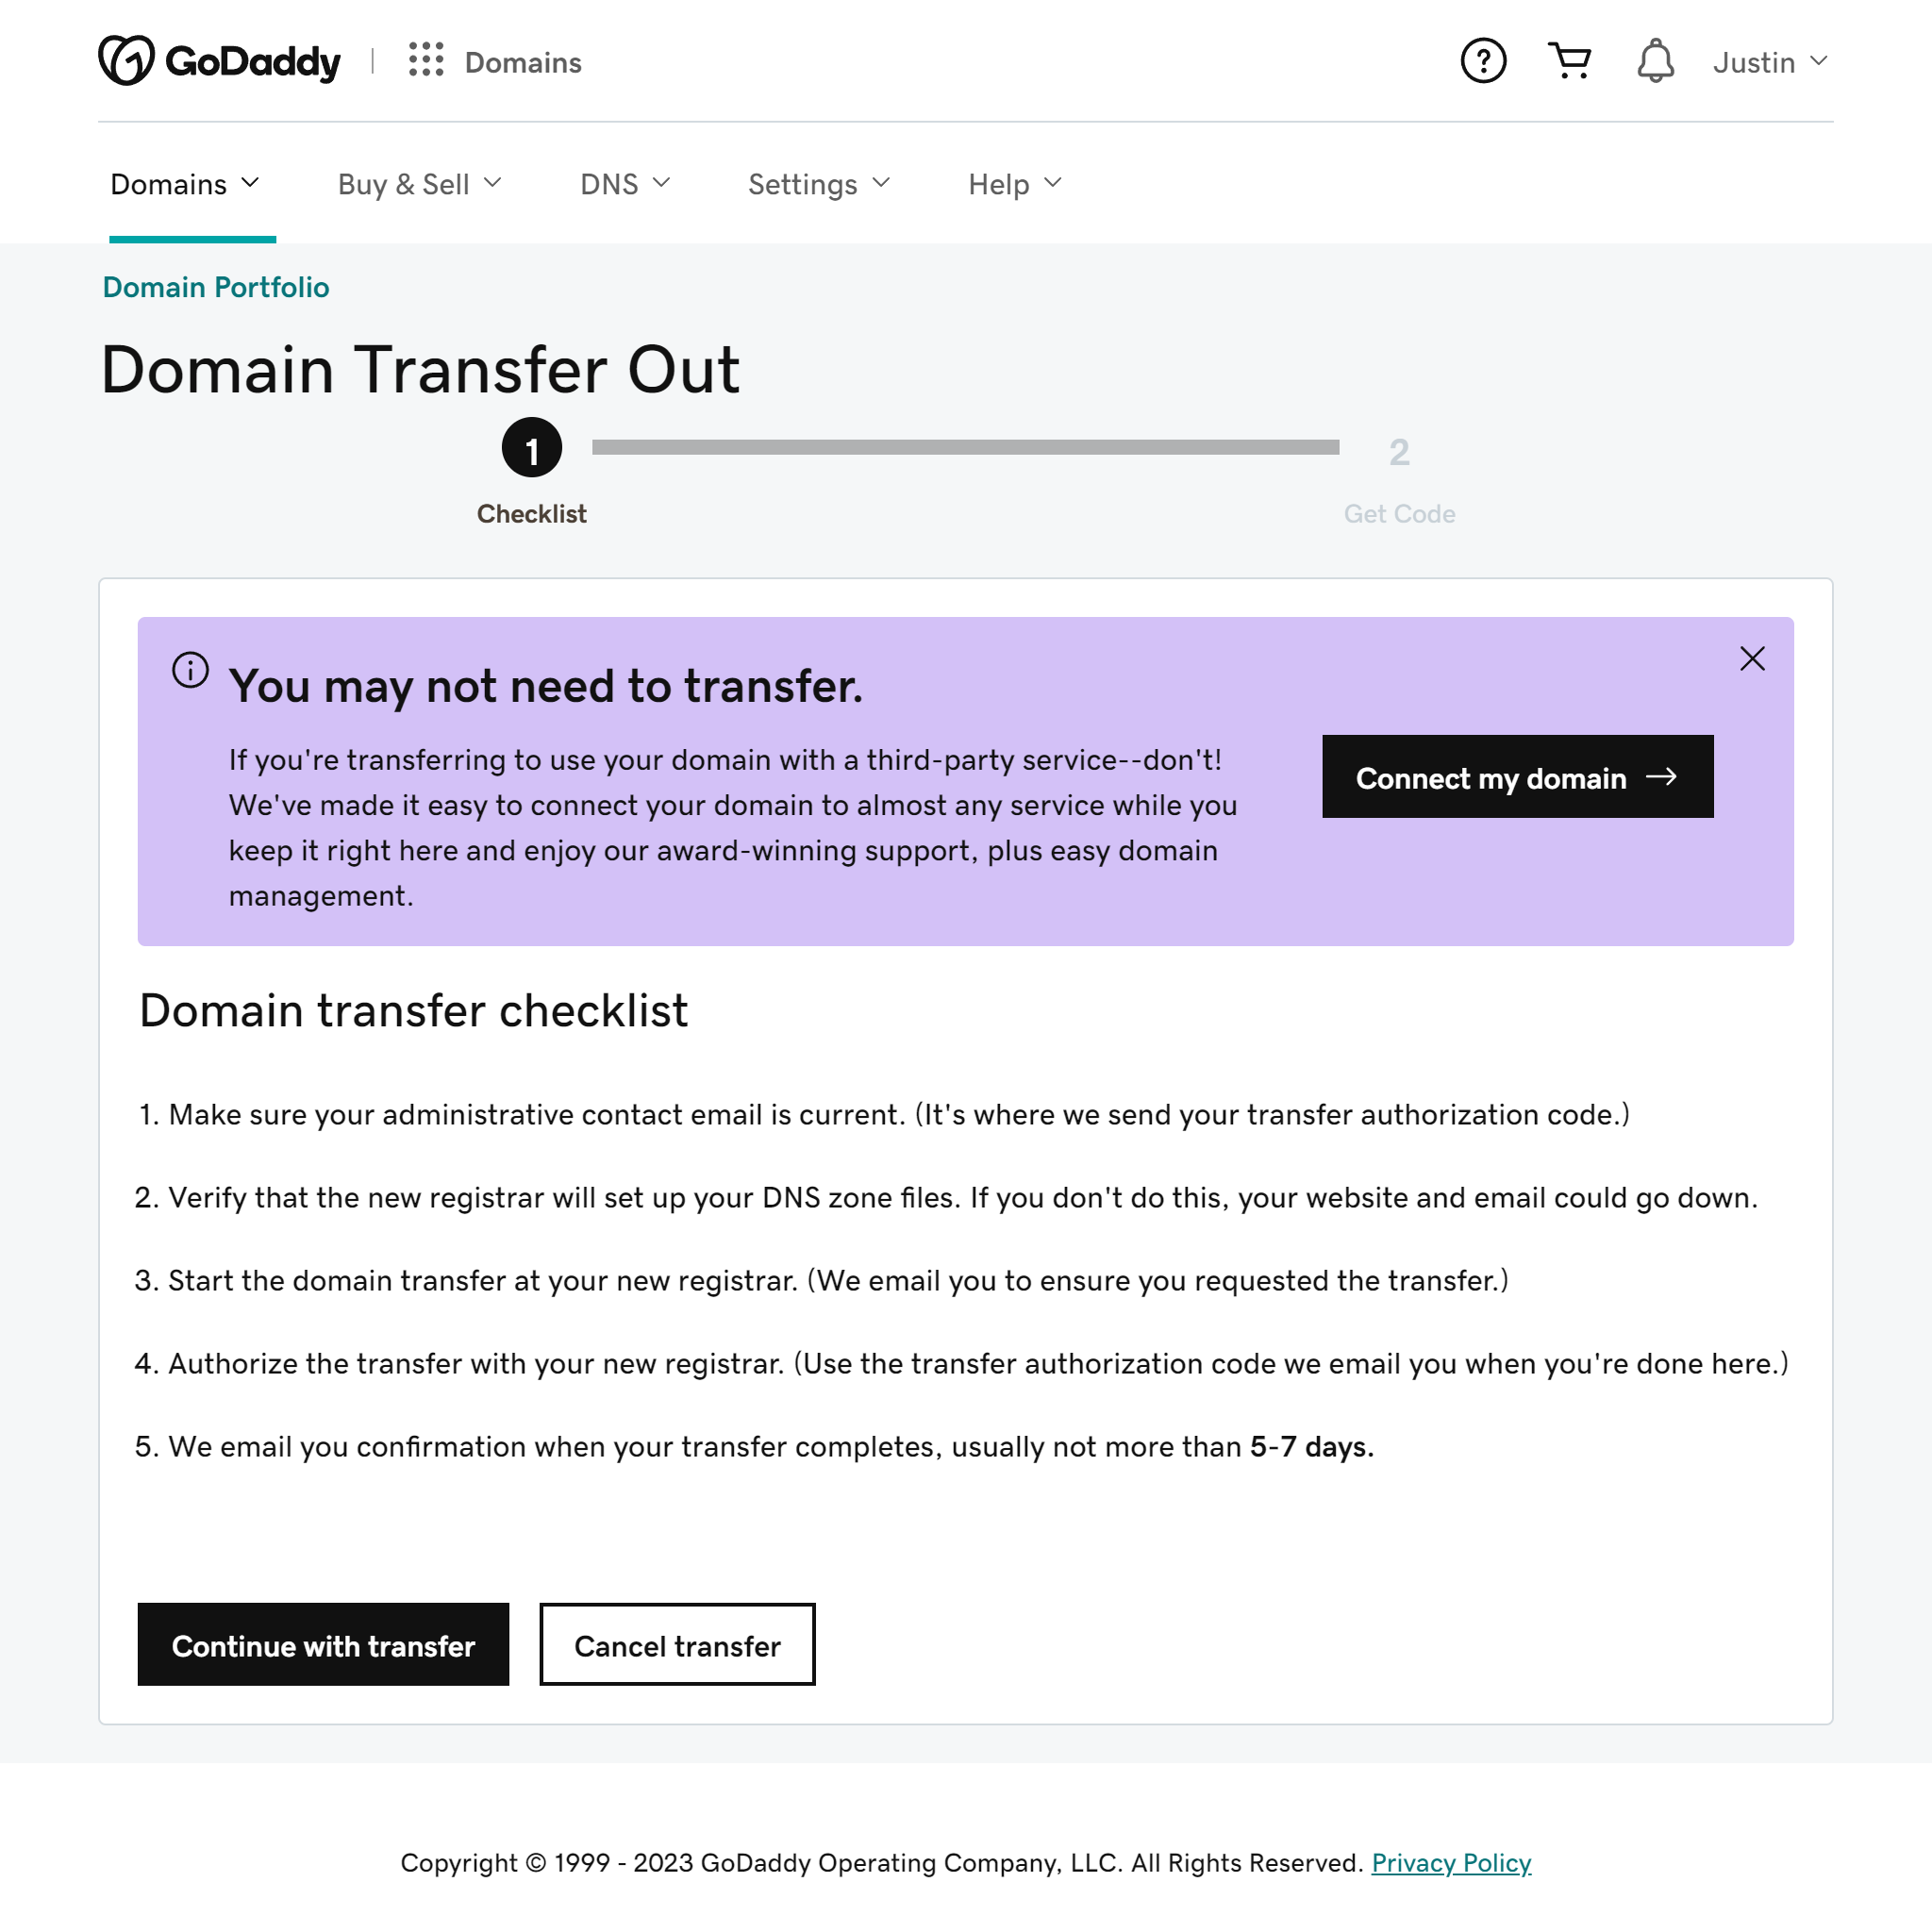 GoDaddy
Domains
Justin
Domains
Buy & Sell
DNS
Settings
Help
Domain Portfolio
Domain Transfer Out
1
2
Checklist
Get Code
You may not need to transfer.
If you're transferring to use your domain with a third-party service--don't!
We've made it easy to connect your domain to almost any service while you
keep it right here and enjoy our award-winning support, plus easy domain
management.
Connect my domain →
Domain transfer checklist
1. Make sure your administrative contact email is current. (It's where we send your transfer authorization code.)
2. Verify that the new registrar will set up your DNS zone files. If you don't do this, your website and email could go down.
3. Start the domain transfer at your new registrar. (We email you to ensure you requested the transfer.)
4. Authorize the transfer with your new registrar. (Use the transfer authorization code we email you when you're done here.)
5. We email you confirmation when your transfer completes, usually not more than 5-7 days.
Continue with transfer
Cancel transfer
Copyright © 1999 - 2023 GoDaddy Operating Company, LLC. All Rights Reserved. Privacy Policy